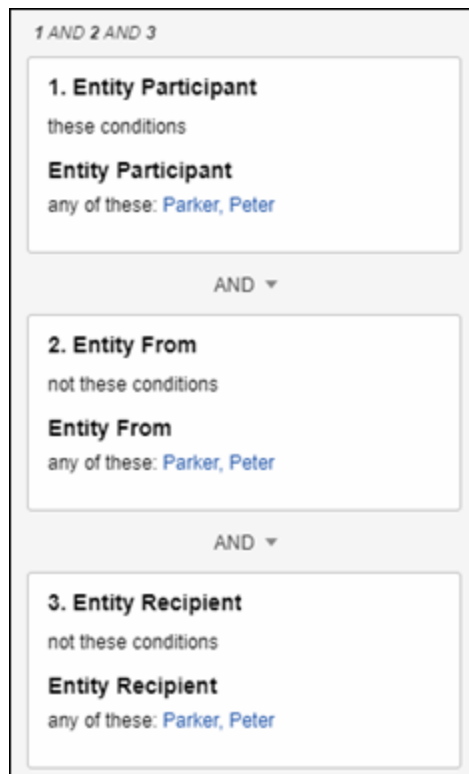 1 AND 2 AND 3
1. Entity Participant
these conditions
Entity Participant
any of these: Parker, Peter
AND
2. Entity From
not these conditions
Entity From
any of these: Parker, Peter
AND
3. Entity Recipient
not these conditions
Entity Recipient
any of these: Parker, Peter